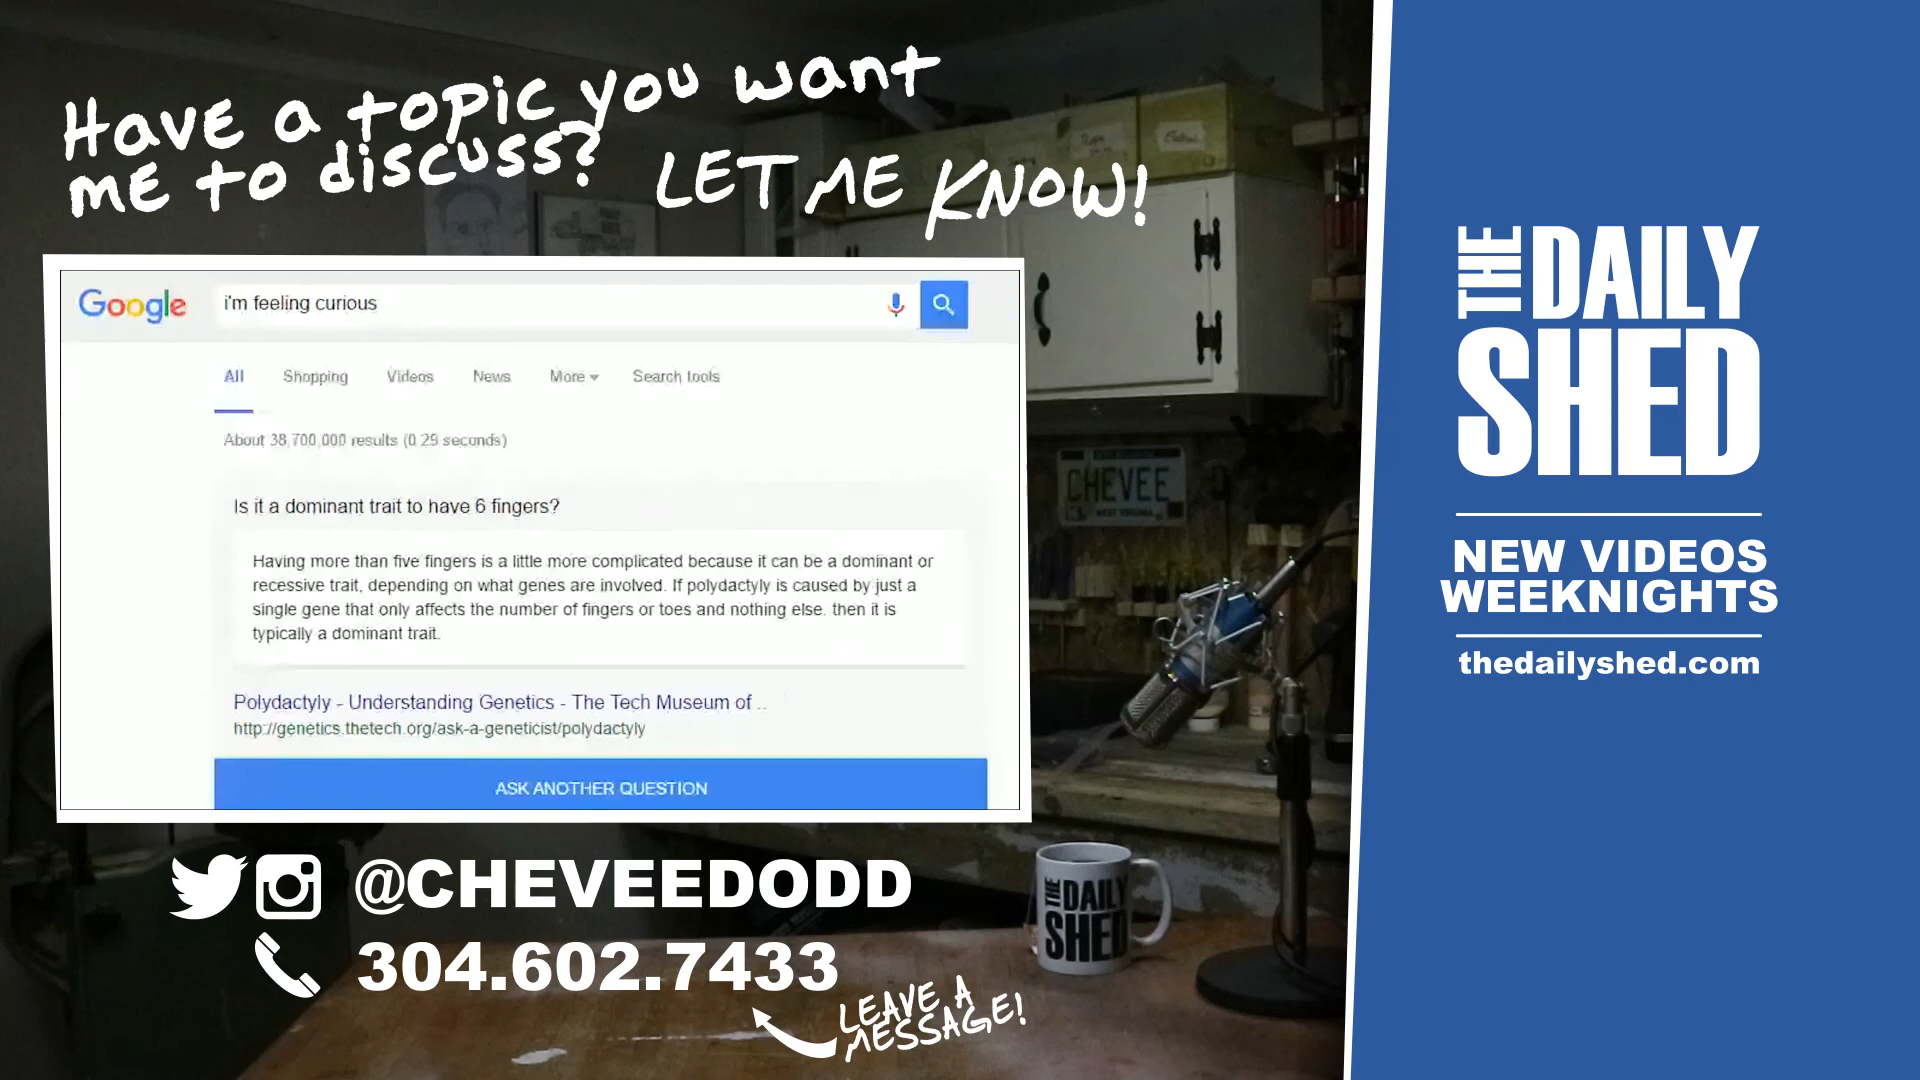 Have a topic you want
me to discuss? LET ME KNOW!
Google
i'm feeling curious
All Shopping Videos News More Search tools
About 38,700,000 results (0.29 seconds)
Is it a dominant trait to have 6 fingers?
Having more than five fingers is a little more complicated because it can be a dominant or
recessive trait, depending on what genes are involved. If polydactyly is caused by just a
single gene that only affects the number of fingers or toes and nothing else. then it is
typically a dominant trait.
Polydactyly - Understanding Genetics - The Tech Museum of ..
http://genetics.thetech.org/ask-a-geneticist/polydactyly
ASK ANOTHER QUESTION
@CHEVEEDODD
304.602.7433
LEAVE A
MESSAGE!
CHEVEE
WEST VIRGINIA
THE DAILY
SHED
THE DAILY
SHED
NEW VIDEOS
WEEKNIGHTS
thedailyshed.com